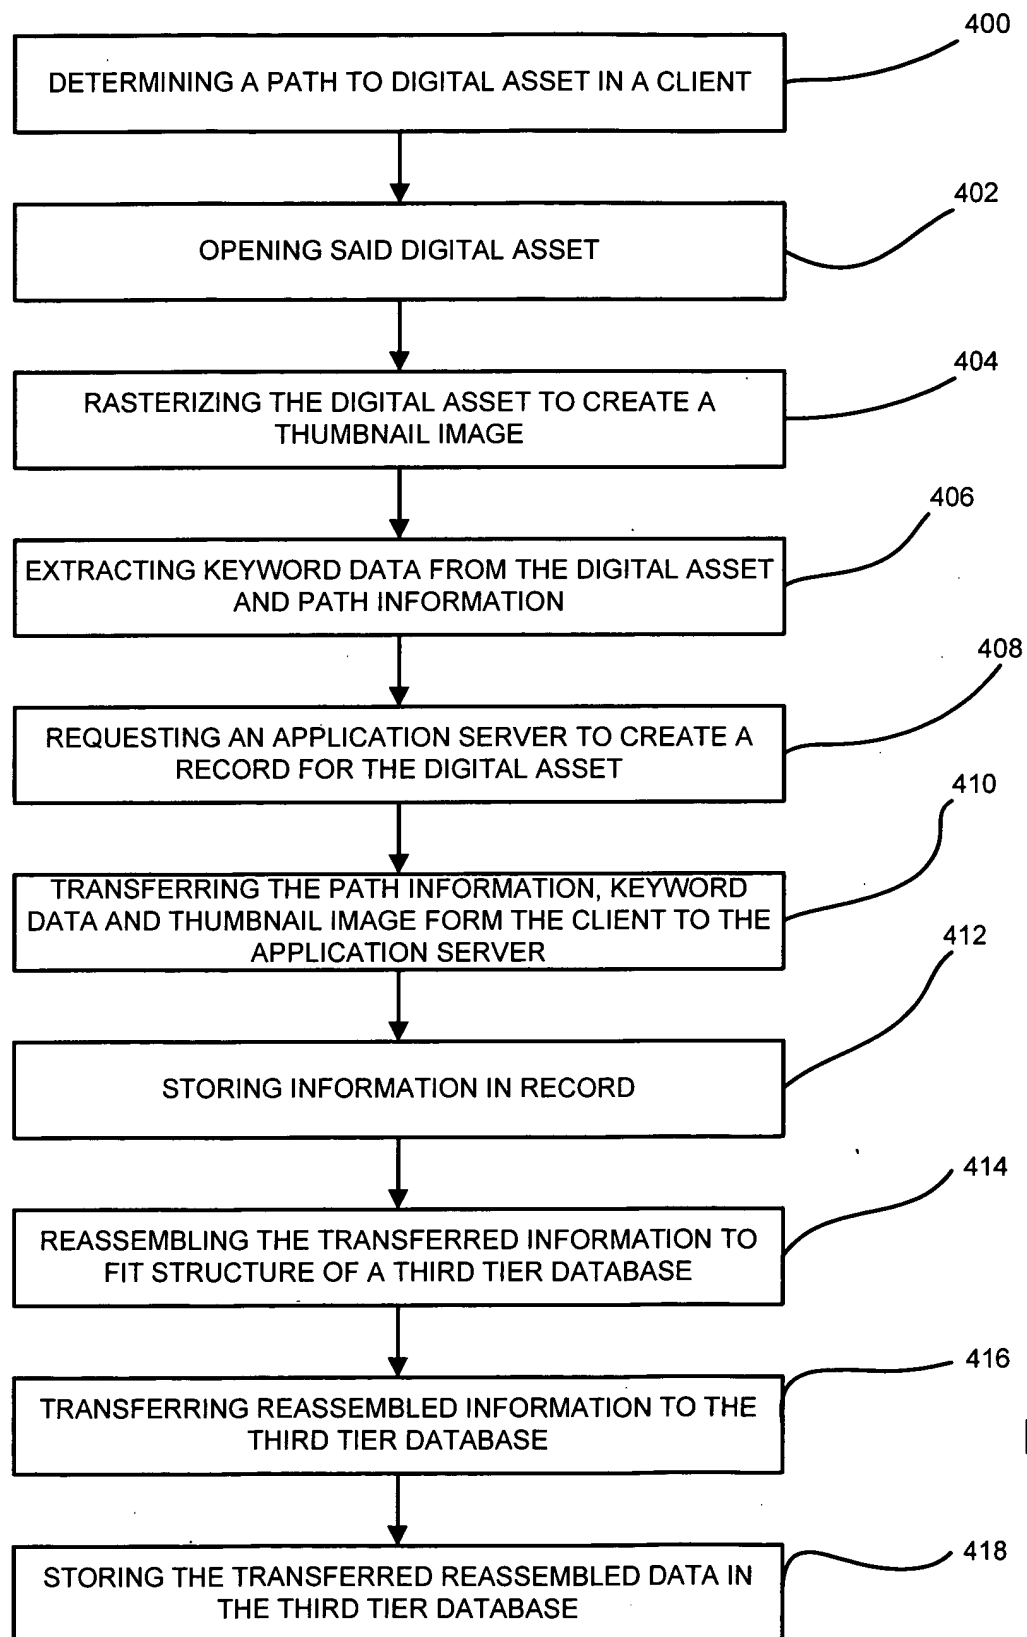 400
DETERMINING A PATH TO DIGITAL ASSET IN A CLIENT
402
OPENING SAID DIGITAL ASSET
404
RASTERIZING THE DIGITAL ASSET TO CREATE A
THUMBNAIL IMAGE
406
EXTRACTING KEYWORD DATA FROM THE DIGITAL ASSET
AND PATH INFORMATION
408
REQUESTING AN APPLICATION SERVER TO CREATE A
RECORD FOR THE DIGITAL ASSET
410
TRANSFERRING THE PATH INFORMATION, KEYWORD
DATA AND THUMBNAIL IMAGE FORM THE CLIENT TO THE
APPLICATION SERVER
412
STORING INFORMATION IN RECORD
414
REASSEMBLING THE TRANSFERRED INFORMATION TO
FIT STRUCTURE OF A THIRD TIER DATABASE
416
TRANSFERRING REASSEMBLED INFORMATION TO THE
THIRD TIER DATABASE
418
STORING THE TRANSFERRED REASSEMBLED DATA IN
THE THIRD TIER DATABASE